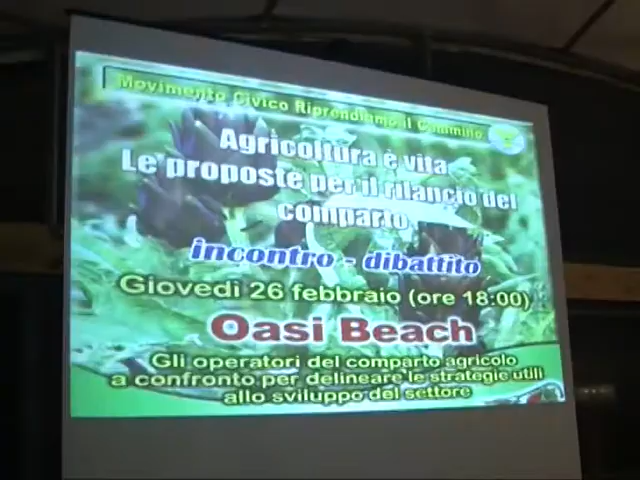 Movimento Civico Riprendiamo il Cammino
Agricoltura è vita
Le proposte per il rilancio del
comparto
incontro - dibattito
Giovedì 26 febbraio (ore 18:00)
Oasi Beach
Gli operatori del comparto agricolo
a confronto per delineare le strategie utili
allo sviluppo del settore